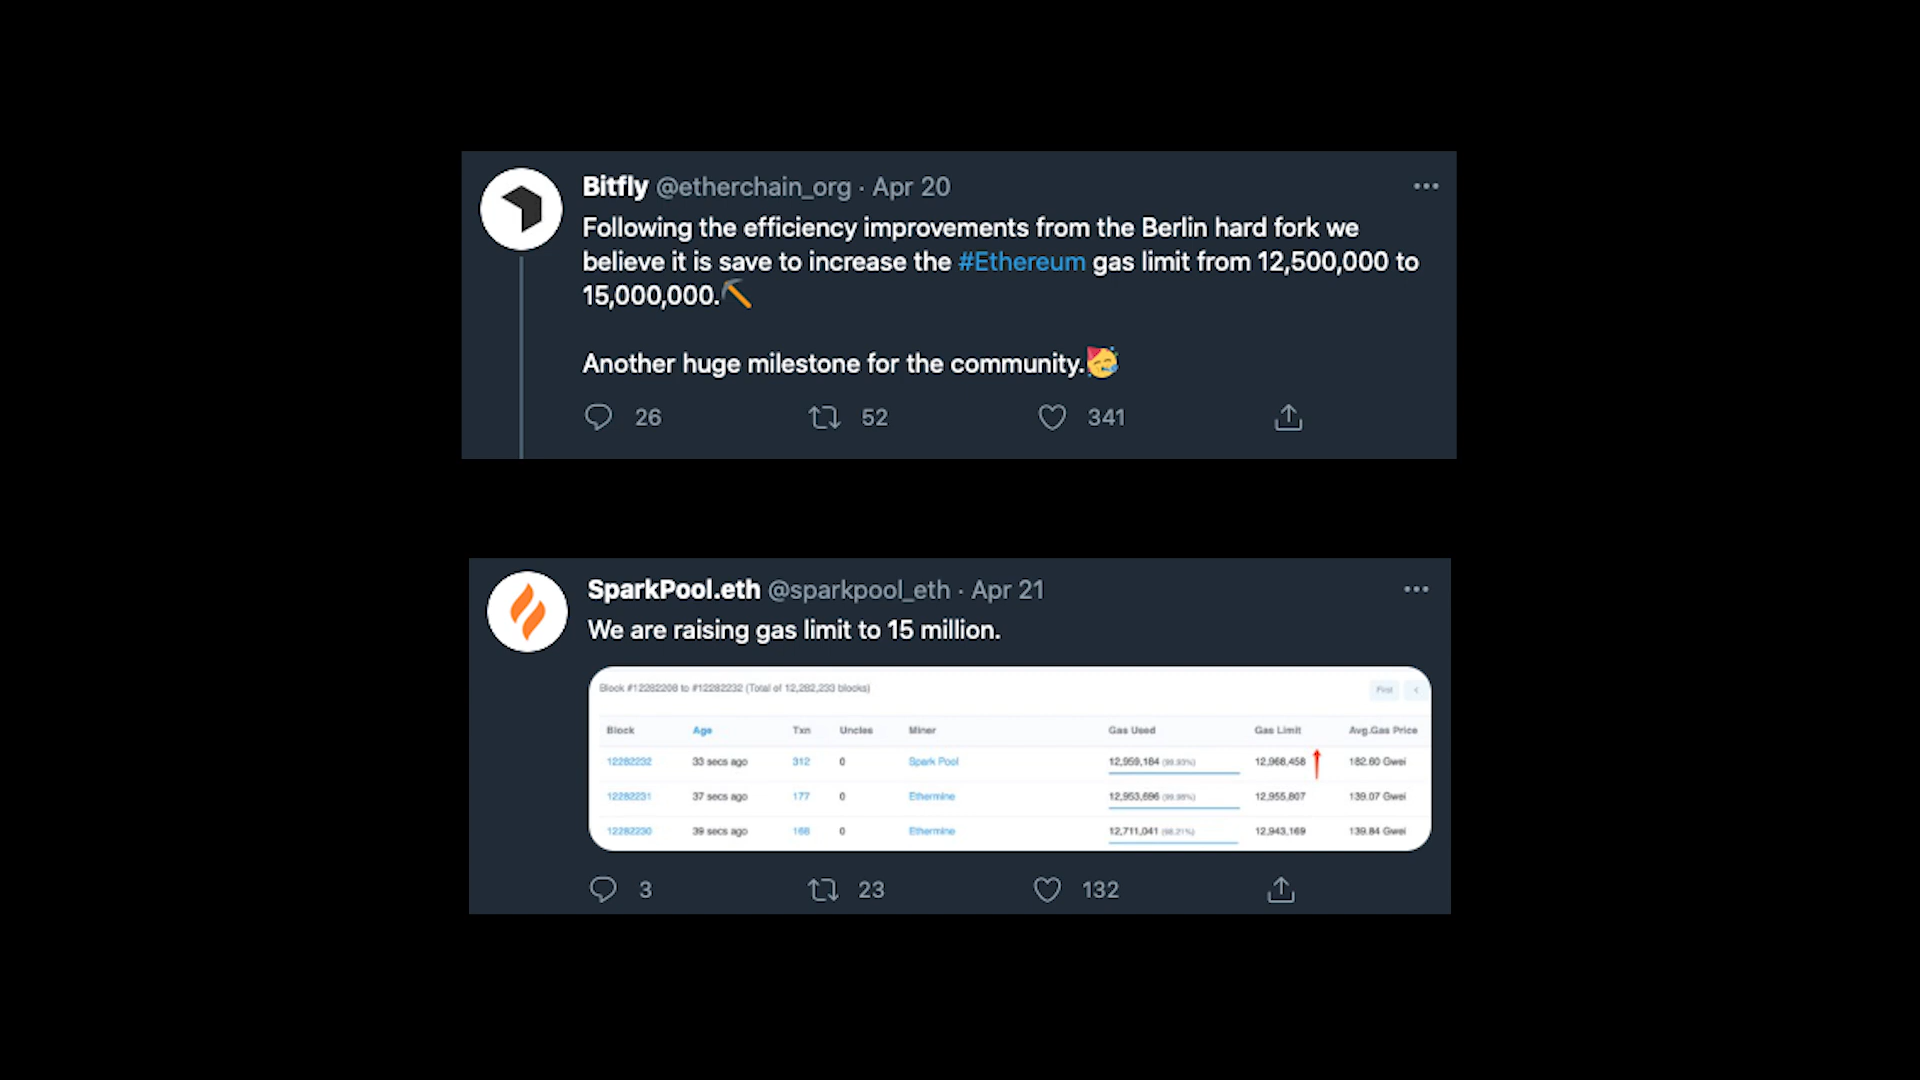 Bitfly @etherchain_org · Apr 20
Following the efficiency improvements from the Berlin hard fork we
believe it is save to increase the #Ethereum gas limit from 12,500,000 to
15,000,000.
Another huge milestone for the community.
26 52 341
SparkPool.eth @sparkpool_eth · Apr 21
We are raising gas limit to 15 million.
Block #12282208 to #12282232 (Total of 12,282,233 blocks) First
Block Age Txn Uncles Miner Gas Used Gas Limit Avg.Gas Price
12282232 33 secs ago 312 0 Spark Pool 12,959,184 (99.93%) 12,968,458 182.60 Gwei
12282231 37 secs ago 177 0 Ethermine 12,953,696 (99.98%) 12,955,807 139.07 Gwei
12282230 39 secs ago 168 0 Ethermine 12,711,041 (98.21%) 12,943,169 139.84 Gwei
3 23 132